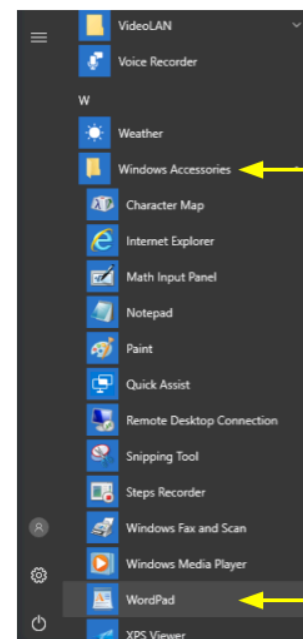 VideoLAN
Voice Recorder
W
Weather
Windows Accessories
Character Map
Internet Explorer
Math Input Panel
Notepad
Paint
Quick Assist
Remote Desktop Connection
Snipping Tool
Steps Recorder
Windows Fax and Scan
Windows Media Player
WordPad
XPS Viewer